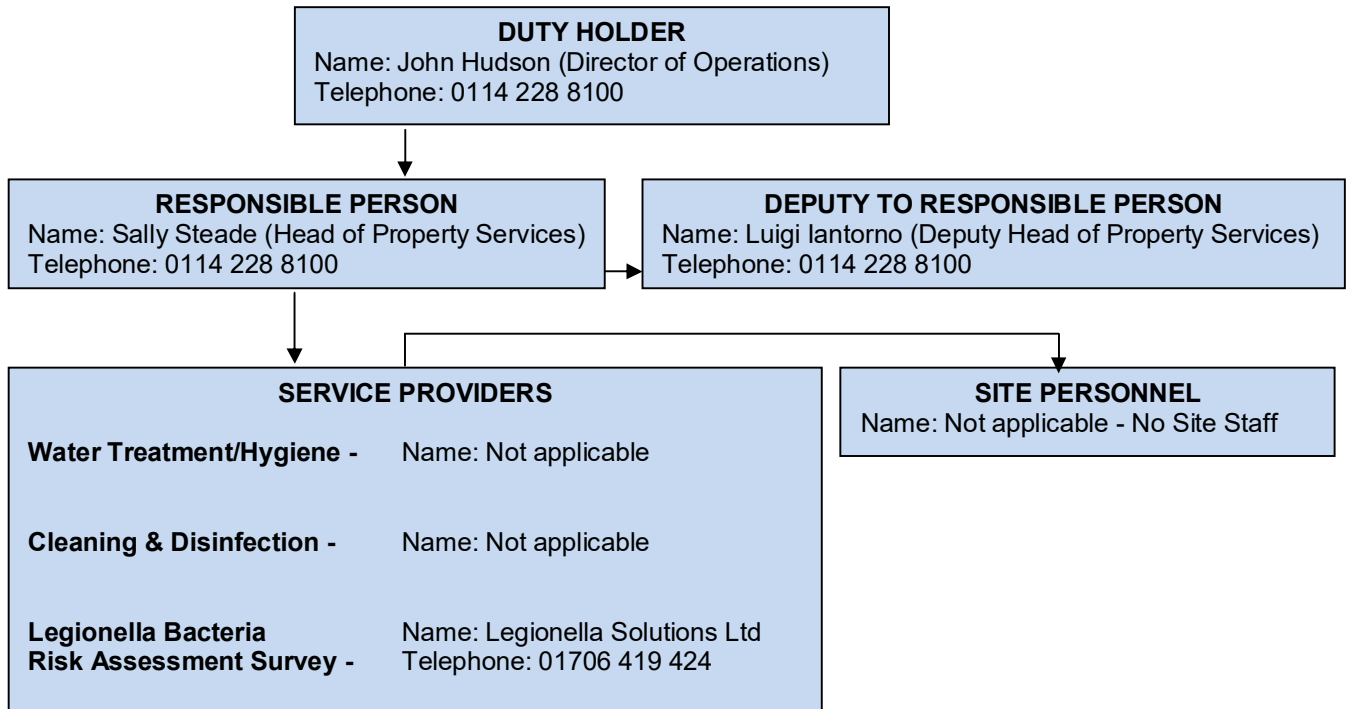 DUTY HOLDER
Name: John Hudson (Director of Operations)
Telephone: 0114 228 8100
RESPONSIBLE PERSON
Name: Sally Steade (Head of Property Services)
Telephone: 0114 228 8100
DEPUTY TO RESPONSIBLE PERSON
Name: Luigi Iantorno (Deputy Head of Property Services)
Telephone: 0114 228 8100
SERVICE PROVIDERS
Water Treatment/Hygiene - Name: Not applicable
Cleaning & Disinfection - Name: Not applicable
Legionella Bacteria Name: Legionella Solutions Ltd
Risk Assessment Survey - Telephone: 01706 419 424
SITE PERSONNEL
Name: Not applicable - No Site Staff